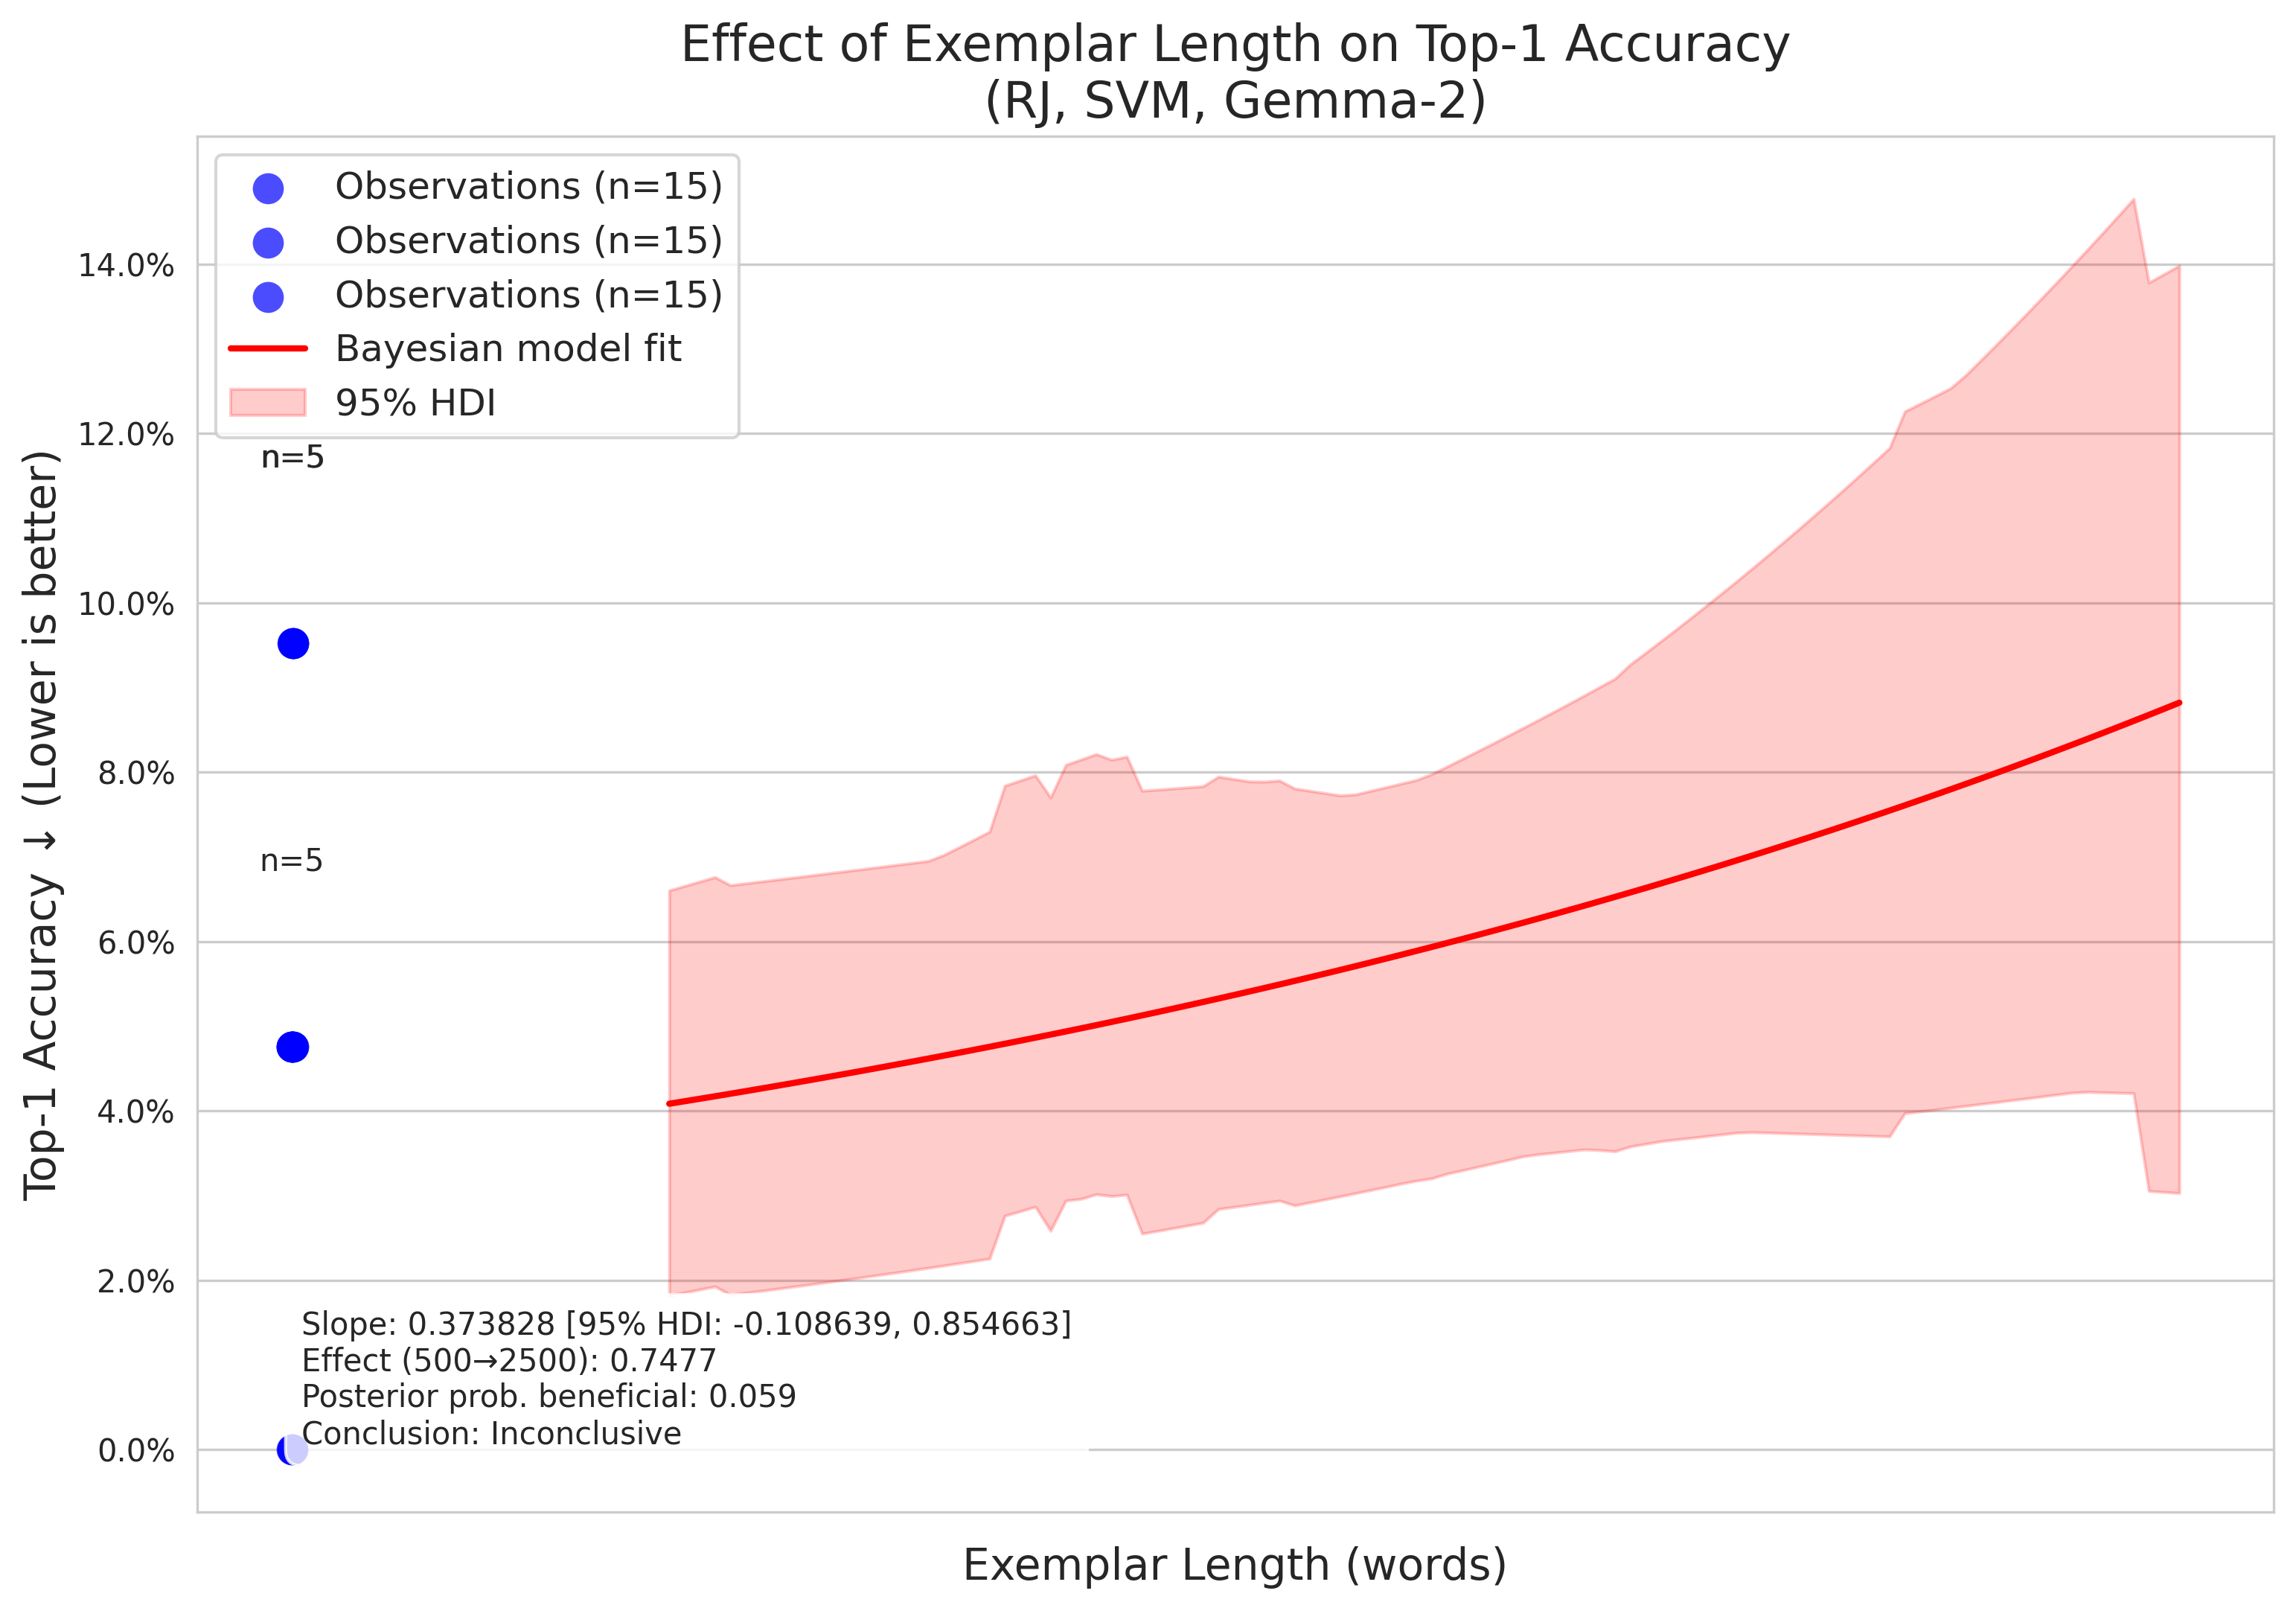 Effect of Exemplar Length on Top-1 Accuracy
(RJ, SVM, Gemma-2)
Observations (n=15)
Observations (n=15)
Observations (n=15)
Bayesian model fit
95% HDI
14.0%
12.0%
10.0%
8.0%
6.0%
4.0%
2.0%
0.0%
Top-1 Accuracy ↓ (Lower is better)
n=5
n=5
Slope: 0.373828 [95% HDI: -0.108639, 0.854663]
Effect (500→2500): 0.7477
Posterior prob. beneficial: 0.059
Conclusion: Inconclusive
Exemplar Length (words)